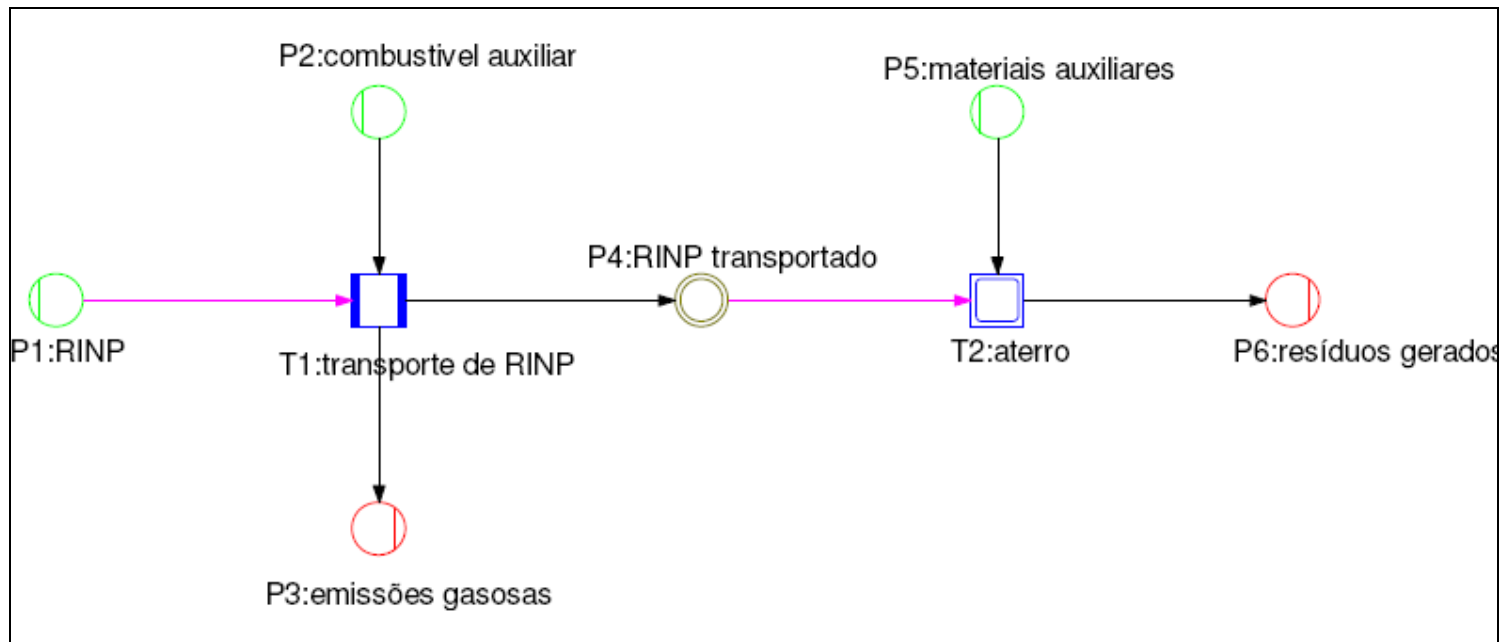 P2:combustivel auxiliar
P5:materiais auxiliares
P4:RINP transportado
P1:RINP
T1:transporte de RINP
T2:aterro
P6:resíduos gerados
P3:emissões gasosas